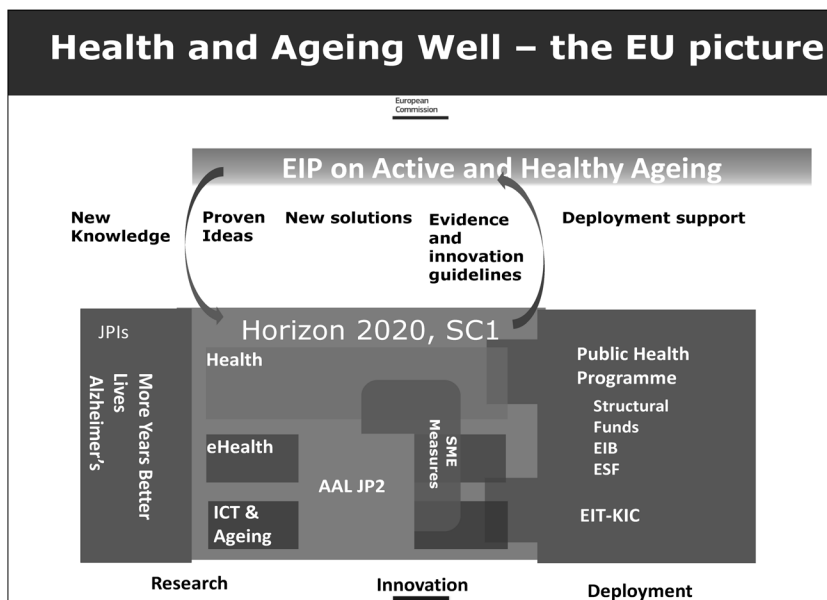 Health and Ageing Well – the EU picture
European
Commission
EIP on Active and Healthy Ageing
New
Knowledge
Proven
Ideas
New solutions
Evidence
and
innovation
guidelines
Deployment support
JPIs
More Years Better
Lives
Alzheimer's
Horizon 2020, SC1
Health
eHealth
ICT &
Ageing
AAL JP2
SME
Measures
Public Health
Programme
Structural
Funds
EIB
ESF
EIT-KIC
Research
Innovation
Deployment